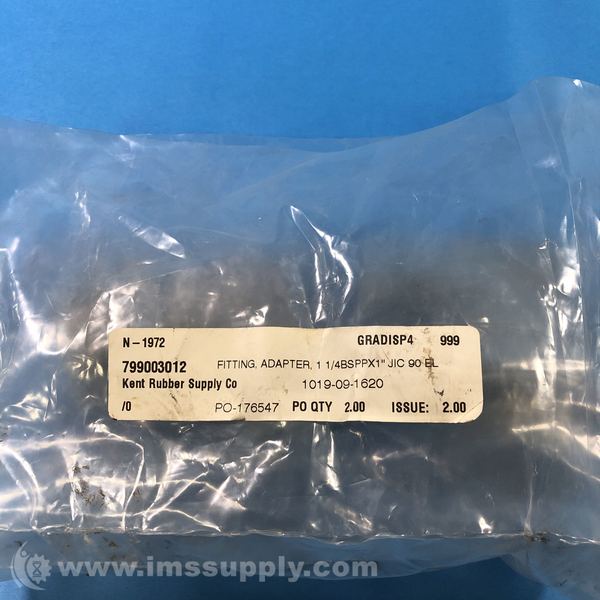 N-1972 GRADISP4 999
799003012 FITTING, ADAPTER, 1 1/4BSPPX1" JIC 90 EL
Kent Rubber Supply Co 1019-09-1620
/0 PO-176547 PO QTY 2.00 ISSUE: 2.00
www.imssupply.com